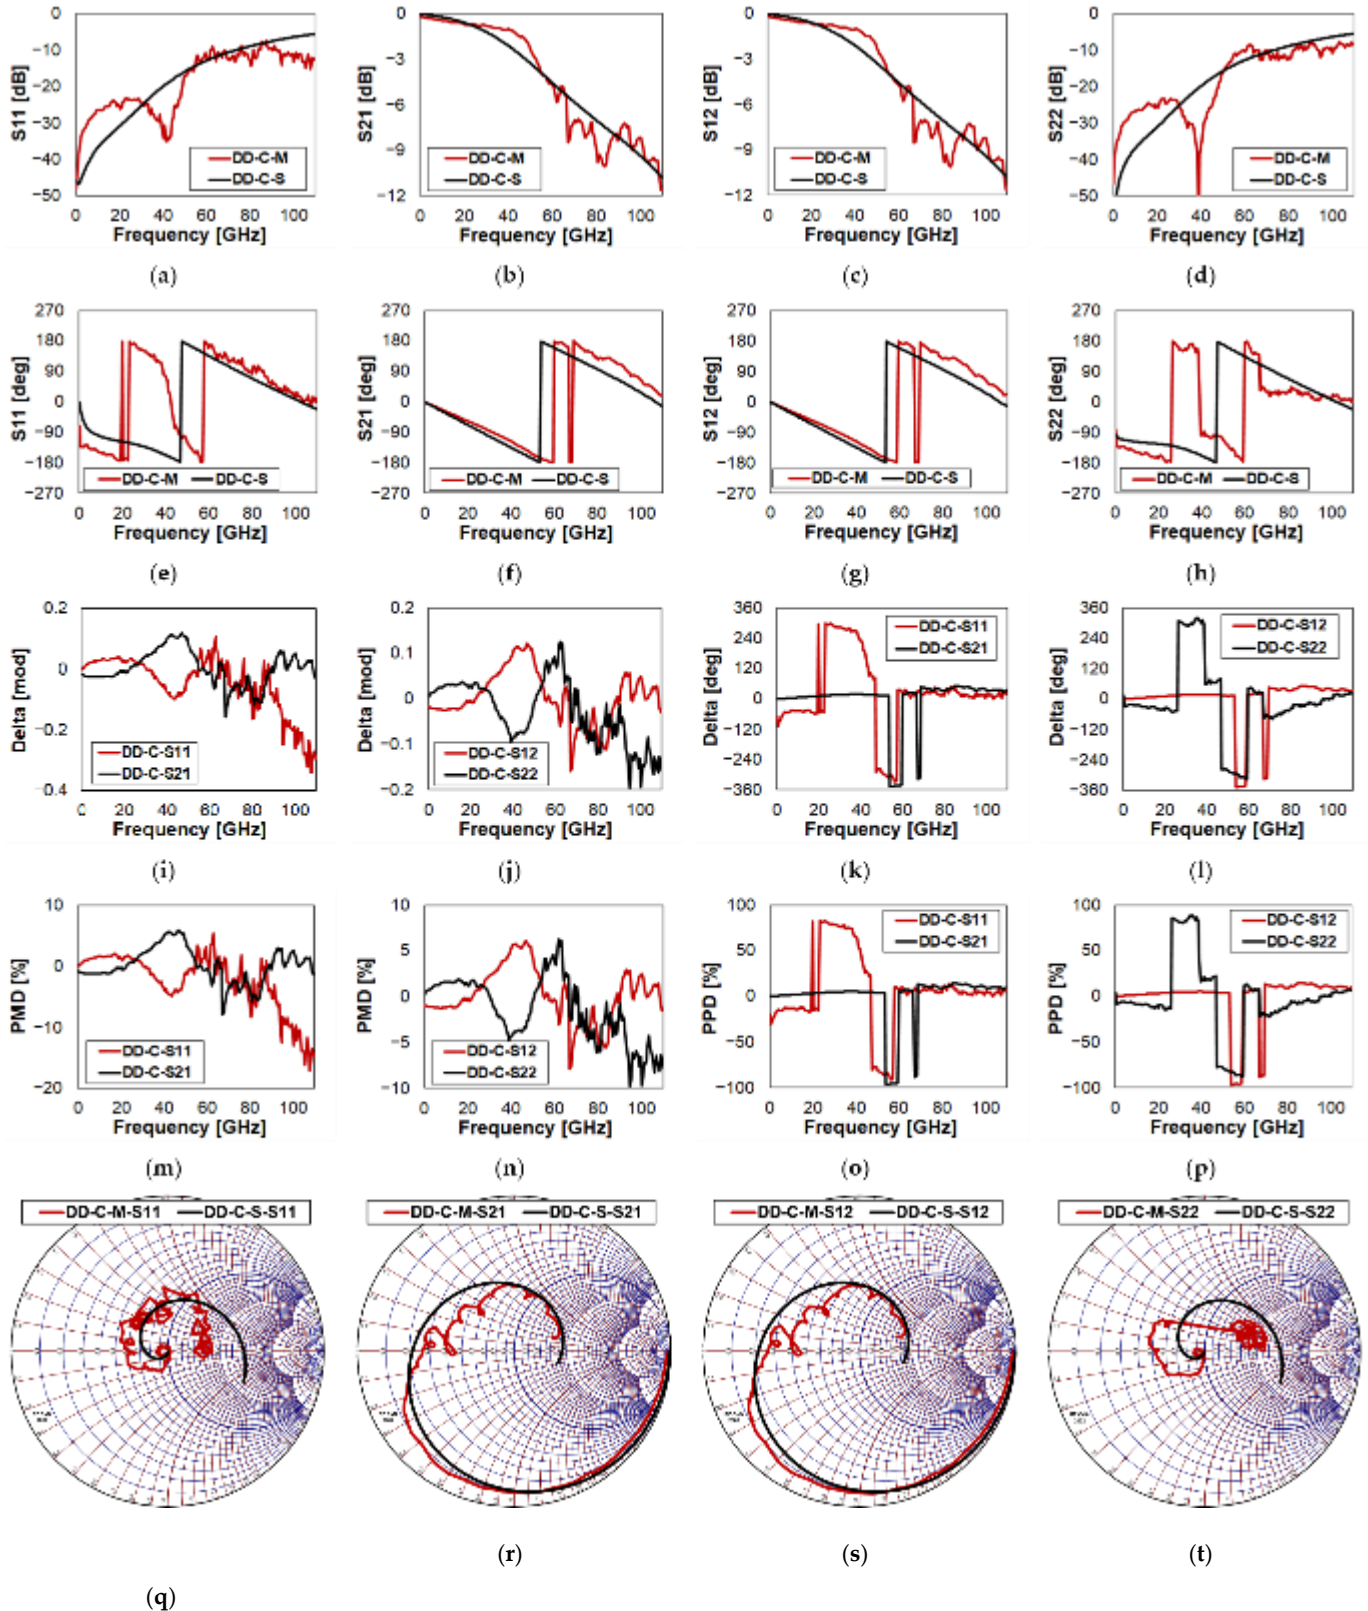 0 0 0 0
−10 −3 −3 −10
−20 −6 −6 −20
−30 −9 −9 −30
−40 −12 −12 −40
−50 −50
S11 [dB] S21 [dB] S12 [dB] S22 [dB]
DD-C-M DD-C-M DD-C-M DD-C-M
DD-C-S DD-C-S DD-C-S DD-C-S
0 20 40 60 80 100 0 20 40 60 80 100 0 20 40 60 80 100 0 20 40 60 80 100
Frequency [GHz] Frequency [GHz] Frequency [GHz] Frequency [GHz]
(a) (b) (c) (d)
270 270 270 270
180 180 180 180
90 90 90 90
0 0 0 0
−90 −90 −90 −90
−180 −180 −180 −180
−270 −270 −270 −270
S11 [deg] S21 [deg] S12 [deg] S22 [deg]
DD-C-M DD-C-S DD-C-M DD-C-S DD-C-M DD-C-S DD-C-M DD-C-S
0 20 40 60 80 100 0 20 40 60 80 100 0 20 40 60 80 100 0 20 40 60 80 100
Frequency [GHz] Frequency [GHz] Frequency [GHz] Frequency [GHz]
(e) (f) (g) (h)
0.2 0.2 360 360
0 0.1 240 240
−0.2 0 120 120
−0.4 −0.1 0 0
−0.2 −120 −120
−240 −240
−360 −360
Delta [mod] Delta [mod] Delta [deg] Delta [deg]
DD-C-S11 DD-C-S12 DD-C-S11 DD-C-S12
DD-C-S21 DD-C-S22 DD-C-S21 DD-C-S22
0 20 40 60 80 100 0 20 40 60 80 100 0 20 40 60 80 100 0 20 40 60 80 100
Frequency [GHz] Frequency [GHz] Frequency [GHz] Frequency [GHz]
(i) (j) (k) (l)
10 10 100 100
0 5 50 50
−10 0 0 0
−20 −5 −50 −50
−10 −100 −100
PMD [%] PMD [%] PPD [%] PPD [%]
DD-C-S11 DD-C-S12 DD-C-S11 DD-C-S12
DD-C-S21 DD-C-S22 DD-C-S21 DD-C-S22
0 20 40 60 80 100 0 20 40 60 80 100 0 20 40 60 80 100 0 20 40 60 80 100
Frequency [GHz] Frequency [GHz] Frequency [GHz] Frequency [GHz]
(m) (n) (o) (p)
DD-C-M-S11 DD-C-S-S11 DD-C-M-S21 DD-C-S-S21 DD-C-M-S12 DD-C-S-S12 DD-C-M-S22 DD-C-S-S22
(r) (s) (t)
(q)